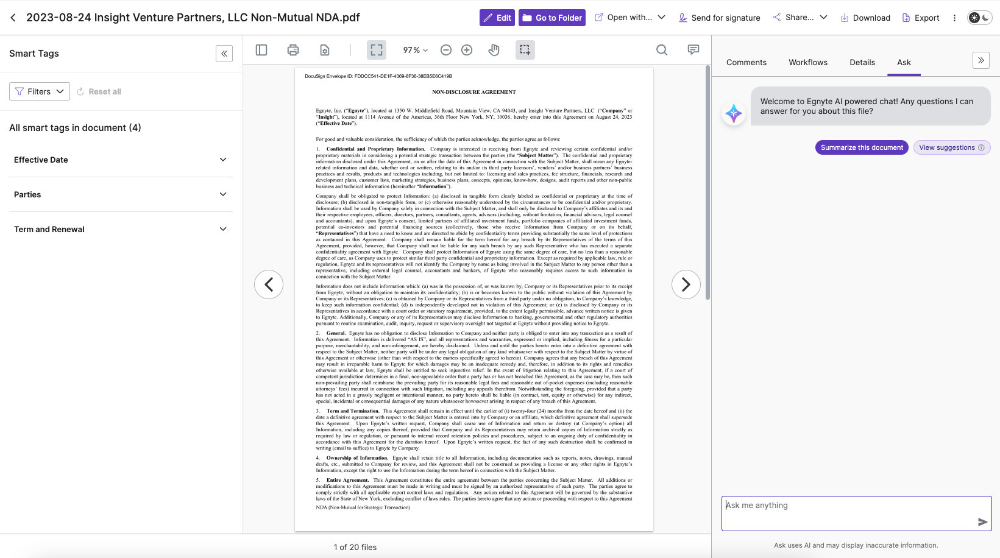 2023-08-24 Insight Venture Partners, LLC Non-Mutual NDA.pdf
Edit
Go to Folder
Open with...
Send for signature
Share...
Download
Export
Smart Tags
Filters
Reset all
All smart tags in document (4)
Effective Date
Parties
Term and Renewal
97%
DocuSign Envelope ID: FDDCC541-DE1F-4369-8F36-38EB5E6C419B
NON-DISCLOSURE AGREEMENT
Egnyte, Inc. (“Egnyte”), located at 1350 W. Middlefield Road, Mountain View, CA 94043, and Insight Venture Partners, LLC (“Company” or
“Insight”), located at 1114 Avenue of the Americas, 36th Floor New York, NY, 10036, hereby enter into this Agreement on August 24, 2023
(“Effective Date”).
For good and valuable consideration, the sufficiency of which the parties acknowledge, the parties agree as follows:
1. Confidential and Proprietary Information. Company is interested in receiving from Egnyte and reviewing certain confidential and/or
proprietary materials in considering a potential strategic transaction between the parties (the “Subject Matter”). The confidential and proprietary
information disclosed under this Agreement, on or after the date of this Agreement in connection with the Subject Matter, shall mean any Egnyte-
related information and data, whether oral or written, relating to its and/or its third party licensors’, vendors’ and/or business partners’ business
practices and results, products and technologies including, but not limited to: licensing and sales practices, fee structure, financials, research and
development plans, customer lists, marketing strategies, business plans, concepts, opinions, know-how, designs, audit reports and other non-public
business and technical information (hereinafter “Information”).
Company shall be obligated to protect Information: (a) disclosed in tangible form clearly labeled as confidential or proprietary at the time of
disclosure; (b) disclosed in non-tangible form, or (c) otherwise reasonably understood by the circumstances to be confidential and/or proprietary.
Information shall be used by Company solely in connection with the Subject Matter, and shall only be disclosed to Company’s affiliates and its and
their respective employees, officers, directors, partners, consultants, agents, advisors (including, without limitation, financial advisors, legal counsel
and accountants), and upon Egnyte’s consent, limited partners of affiliated investment funds, portfolio companies of affiliated investment funds,
potential co-investors and potential financing sources (collectively, those who receive Information from Company or on its behalf,
“Representatives”) that have a need to know and are directed to abide by confidentiality terms providing substantially the same level of protections
as contained in this Agreement. Company shall remain liable for the term hereof for any breach by its Representatives of the terms of this
Agreement, provided, however, that Company shall not be liable for any such breach by any such Representative who has executed a separate
confidentiality agreement with Egnyte. Company shall protect Information of Egnyte using the same degree of care, but no less than a reasonable
degree of care, as Company uses to protect similar third party confidential and proprietary information. Except as required by applicable law, rule or
regulation, Egnyte and its representatives will not identify the Company by name as being involved in the Subject Matter to any person other than a
representative, including external legal counsel, accountants and bankers, of Egnyte who reasonably requires access to such information in
connection with the Subject Matter.
Information does not include information which: (a) was in the possession of, or was known by, Company or its Representatives prior to its receipt
from Egnyte, without an obligation to maintain its confidentiality; (b) is or becomes known to the public without violation of this Agreement by
Company or its Representatives; (c) is obtained by Company or its Representatives from a third party under no obligation, to Company’s knowledge,
to keep such information confidential; (d) is independently developed not in violation of this Agreement; or (e) is disclosed by Company or its
Representatives in accordance with a court order or statutory requirement, provided, to the extent legally permissible, advance written notice is given
to Egnyte. Additionally, Company or any of its Representatives may disclose Information to banking, governmental and other regulatory authorities
pursuant to routine examination, audit, inquiry, request or supervisory oversight not targeted at Egnyte without providing notice to Egnyte.
2. General. Egnyte has no obligation to disclose Information to Company and neither party is obliged to enter into any transaction as a result of
this Agreement. Information is delivered “AS IS”, and all representations and warranties, expressed or implied, including fitness for a particular
purpose, merchantability, and non-infringement, are hereby disclaimed. Unless and until the parties hereto enter into a definitive agreement with
respect to the Subject Matter, neither party will be under any legal obligation of any kind whatsoever with respect to the Subject Matter by virtue of
this Agreement or otherwise (other than with respect to the matters specifically agreed to herein). Company agrees that any breach of this Agreement
may result in irreparable harm to Egnyte for which damages may be an inadequate remedy and, therefore, in addition to its rights and remedies
otherwise available at law, Egnyte shall be entitled to seek injunctive relief. In the event of litigation relating to this Agreement, if a court of
competent jurisdiction determines in a final, non-appealable order that a party has or has not breached this Agreement, as the case may be, then such
non-prevailing party shall reimburse the prevailing party for its reasonable legal fees and reasonable out-of-pocket expenses (including reasonable
attorneys’ fees) incurred in connection with such litigation, including any appeals therefrom. Notwithstanding the foregoing, provided that a party
has not acted in a grossly negligent or intentional manner, no party hereto shall be liable (in contract, tort, equity or otherwise) for any indirect,
special, incidental or consequential damages of any nature whatsoever howsoever arising in respect of any breach of this Agreement.
3. Term and Termination. This Agreement shall remain in effect until the earlier of (i) twenty-four (24) months from the date hereof and (ii) the
date a definitive agreement with respect to the Subject Matter is entered into by Company or an affiliate, which definitive agreement shall supersede
this Agreement. Upon Egnyte’s written request, Company shall cease use of Information and return or destroy (at Company’s option) all
Information, including any copies thereof, provided that Company and its Representatives may retain archival copies of Information strictly as
required by law or regulation, or pursuant to internal record retention policies and procedures, subject to an ongoing duty of confidentiality in
accordance with this Agreement for the duration hereof. Upon Egnyte’s written request, the fact of any such destruction shall be confirmed in
writing (email to suffice) to Egnyte by Company.
4. Ownership of Information. Egnyte shall retain title to all Information, including documentation such as reports, notes, drawings, manual
drafts, etc., submitted to Company for review, and this Agreement shall not be construed as providing a license or any other rights in Egnyte’s
Information, except the right to use the Information during the term hereof in connection with the Subject Matter.
5. Entire Agreement. This Agreement constitutes the entire agreement between the parties concerning the Subject Matter. All additions or
modifications to this Agreement must be made in writing and must be signed by an authorized representative of each party. The parties agree to
comply strictly with all applicable export control laws and regulations. Any action related to this Agreement will be governed by the substantive
laws of the State of New York, excluding conflict of laws rules. The parties hereto agree that any action or proceeding with respect to this Agreement
NDA (Non-Mutual for Strategic Transaction)
1 of 20 files
Comments
Workflows
Details
Ask
Welcome to Egnyte AI powered chat! Any questions I can
answer for you about this file?
Summarize this document
View suggestions
Ask me anything
Ask uses AI and may display inaccurate information.